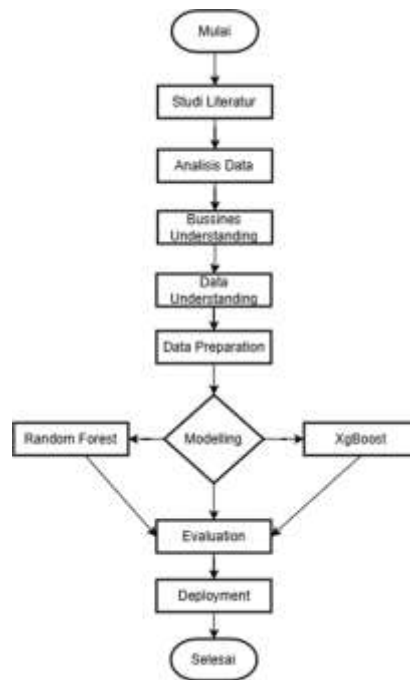 Mulai
Studi Literatur
Analisis Data
Bussines
Understanding
Data
Understanding
Data Preparation
Random Forest
Modelling
XgBoost
Evaluation
Deployment
Selesai